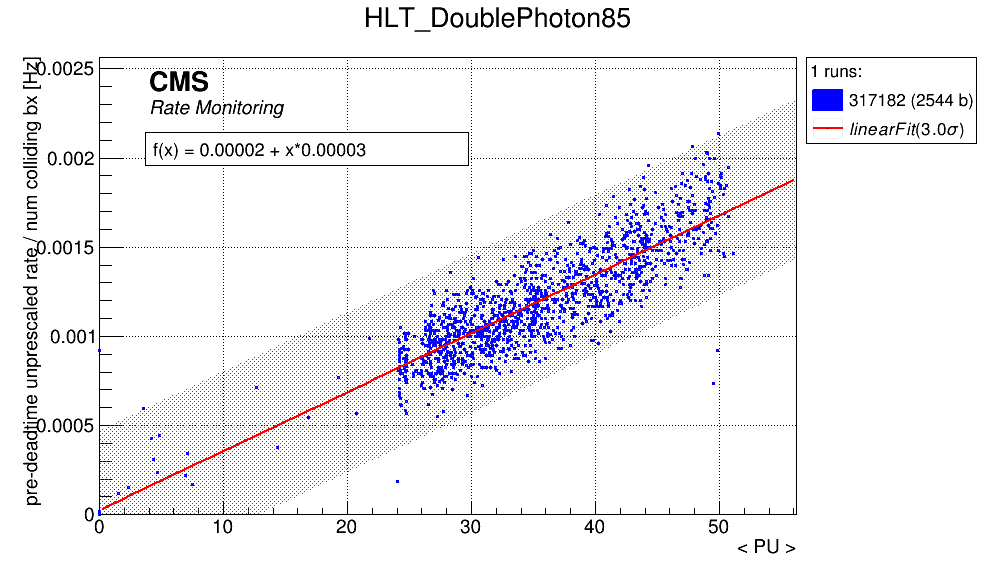 HLT_DoublePhoton85
pre-deadtime unprescaled rate / num colliding bx [Hz]
0.0025
0.002
0.0015
0.001
0.0005
0
CMS
Rate Monitoring
f(x) = 0.00002 + x*0.00003
1 runs:
317182 (2544 b)
linearFit(3.0σ)
0 10 20 30 40 50
< PU >